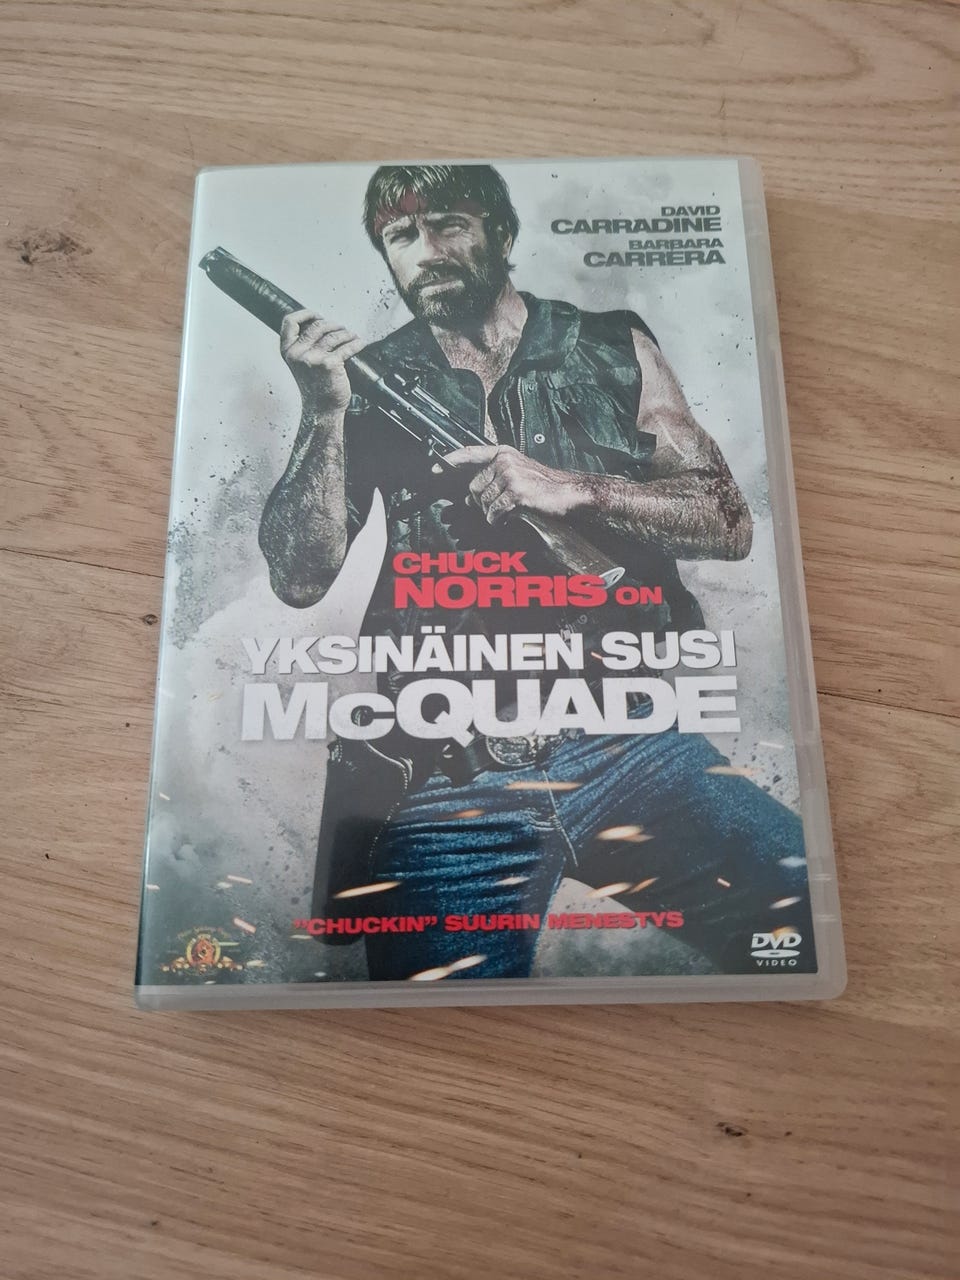 DAVID
CARRADINE
BARBARA
CARRERA
CHUCK
NORRIS ON
YKSINÄINEN SUSI
McQUADE
"CHUCKIN" SUURIN MENESTYS
DVD
VIDEO